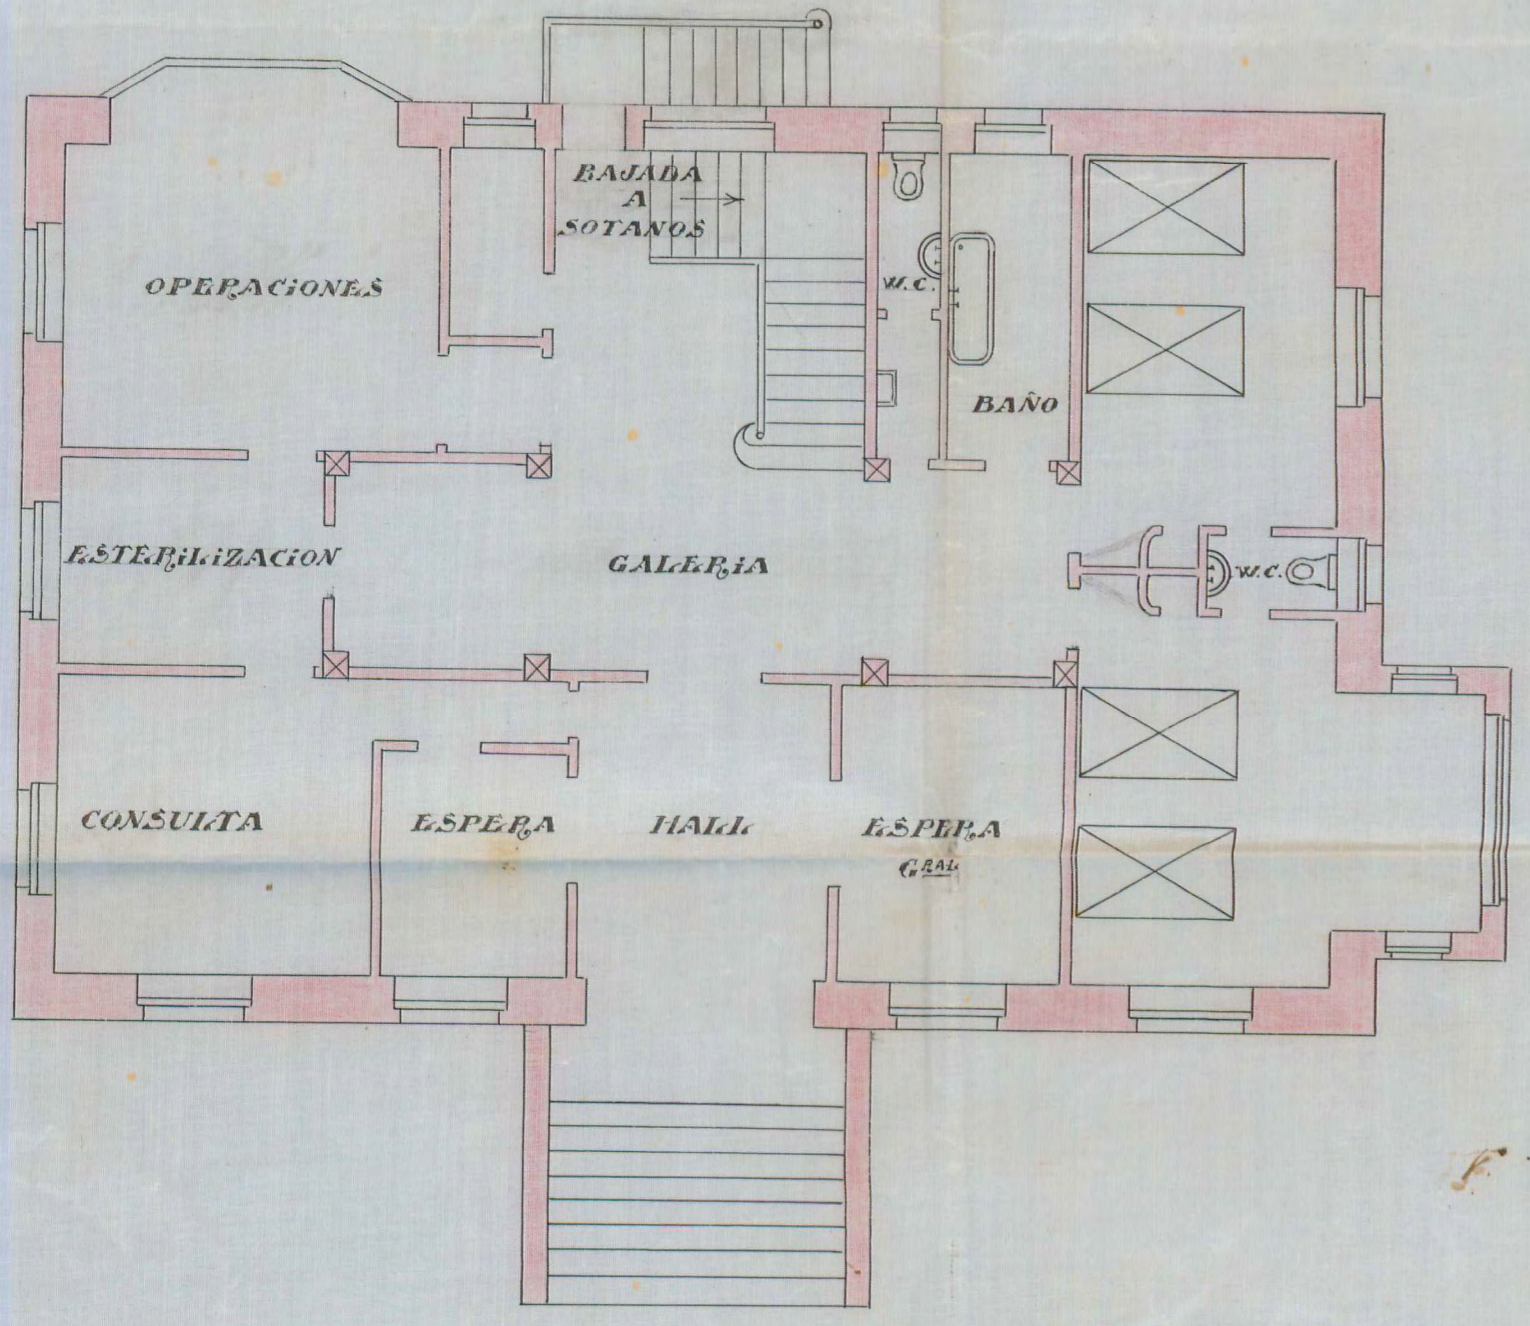 BAJADA
A
SOTANOS
OPERACiONES
W.C.
BAÑO
ESTERiLiZACiON
GALERiA
W.C.
CONSULTA
ESPERA
HALL
ESPERA
GRAL